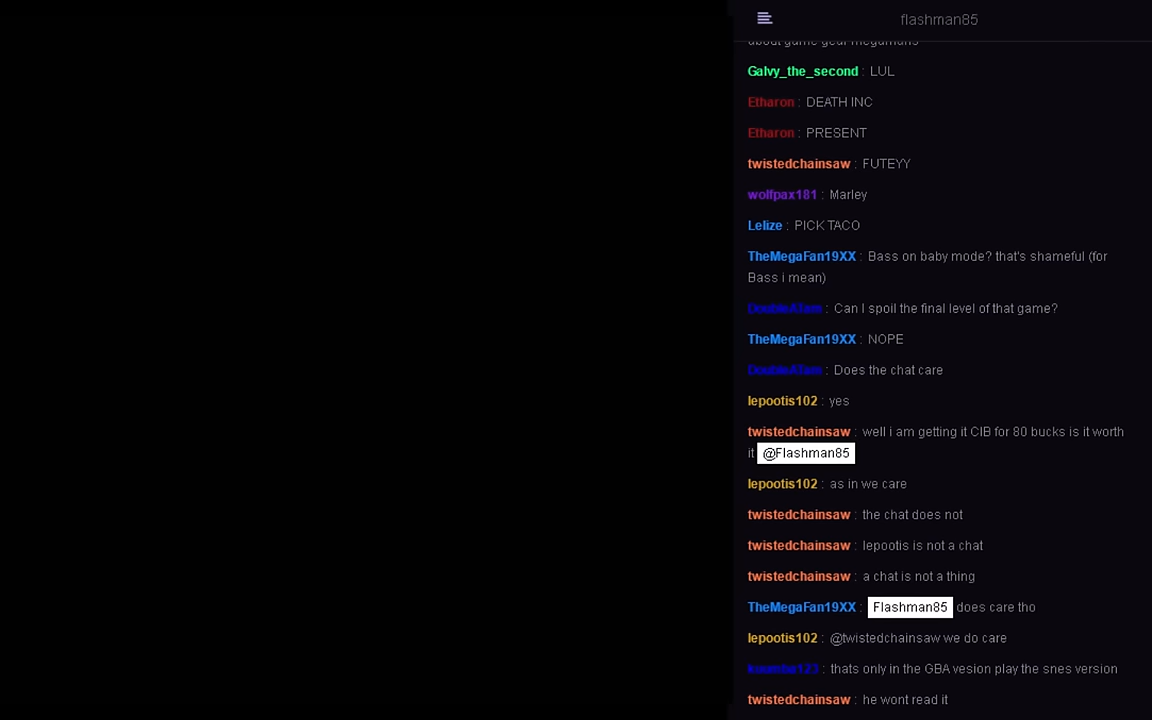 flashman85
about game gear megamans
Galvy_the_second : LUL
Etharon : DEATH INC
Etharon : PRESENT
twistedchainsaw : FUTEYY
wolfpax181 : Marley
Lelize : PICK TACO
TheMegaFan19XX : Bass on baby mode? that's shameful (for
Bass i mean)
: Can I spoil the final level of that game?
TheMegaFan19XX : NOPE
: Does the chat care
lepootis102 : yes
twistedchainsaw : well i am getting it CIB for 80 bucks is it worth
it @Flashman85
lepootis102 : as in we care
twistedchainsaw : the chat does not
twistedchainsaw : lepootis is not a chat
twistedchainsaw : a chat is not a thing
TheMegaFan19XX : Flashman85 does care tho
lepootis102 : @twistedchainsaw we do care
: thats only in the GBA vesion play the snes version
twistedchainsaw : he wont read it